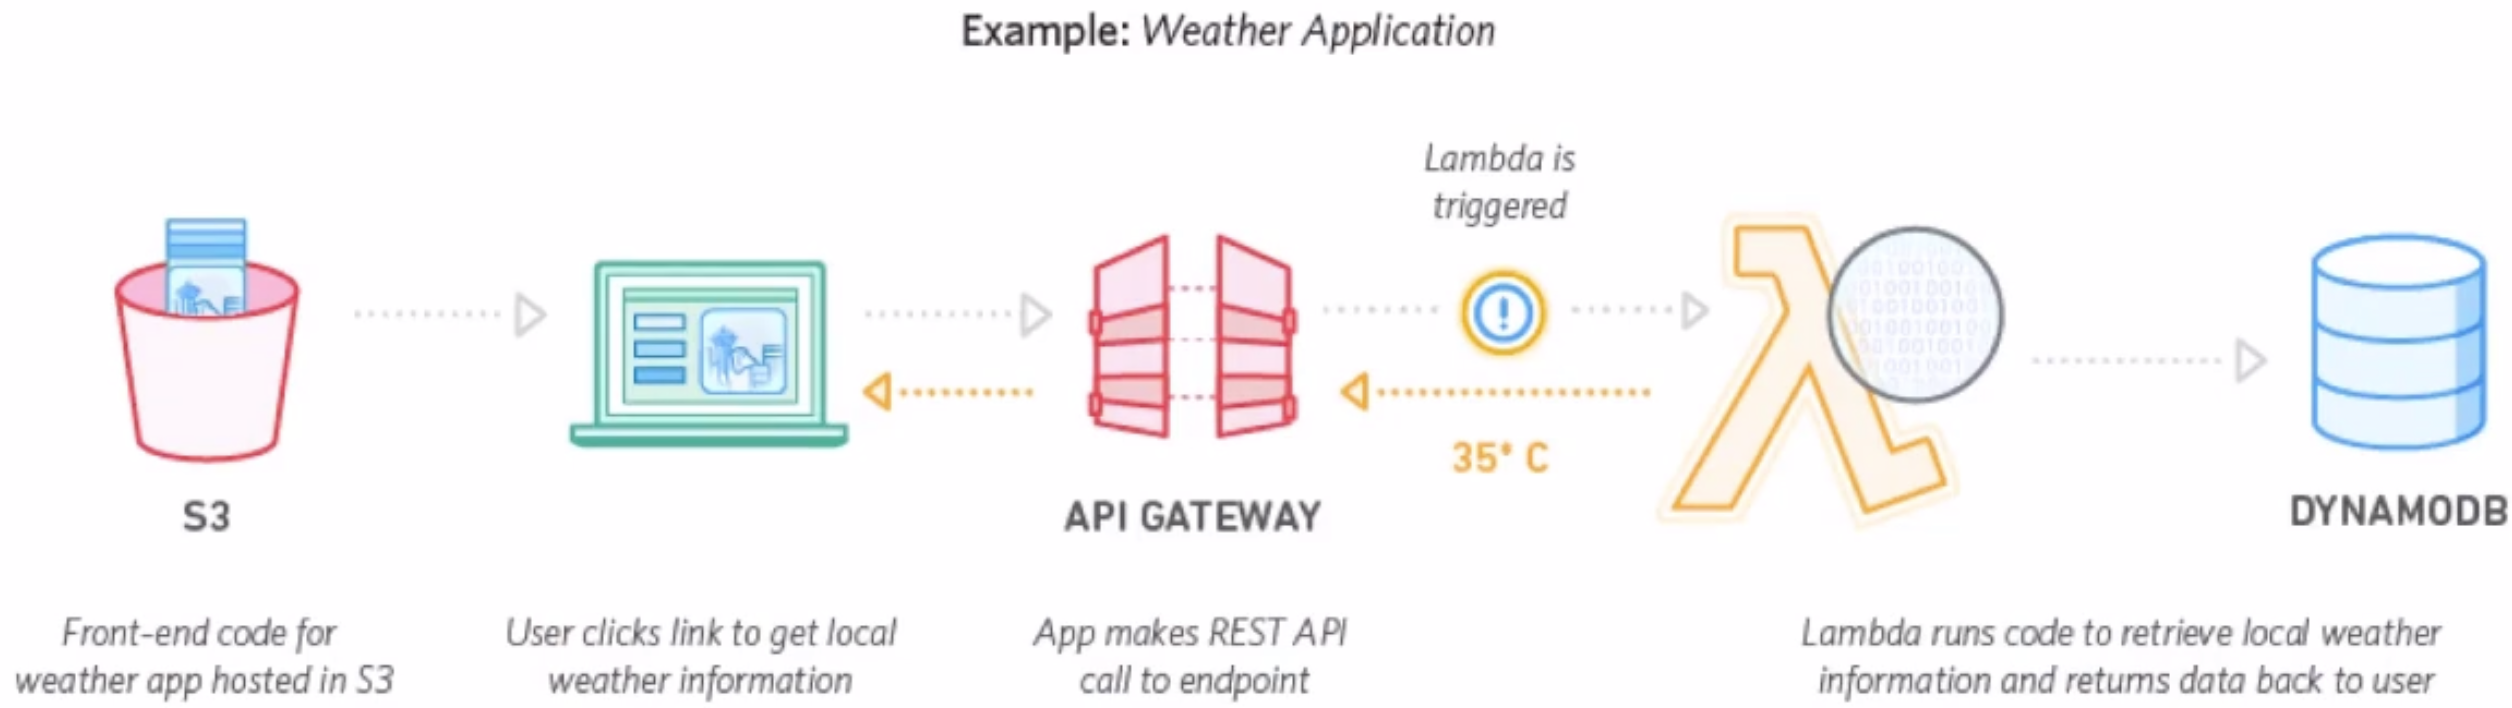 Example: Weather Application
Lambda is
triggered
35° C
S3
API GATEWAY
DYNAMODB
Front-end code for
weather app hosted in S3
User clicks link to get local
weather information
App makes REST API
call to endpoint
Lambda runs code to retrieve local weather
information and returns data back to user